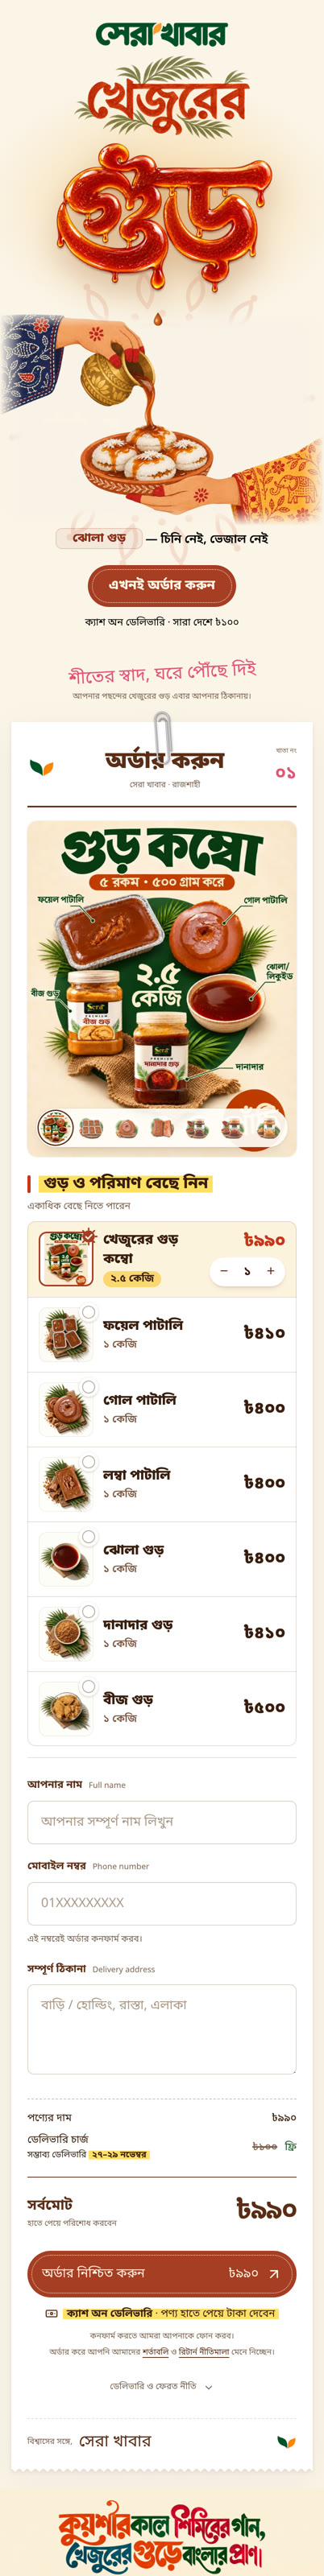 সেরা খাবার
খেজুরের
গুড়
ঝোলা গুড় — চিনি নেই, ভেজাল নেই
এখনই অর্ডার করুন
ক্যাশ অন ডেলিভারি · সারা দেশে ৳১০০
শীতের স্বাদ, ঘরে পৌঁছে দিই
আপনার পছন্দের খেজুরের গুড় এবার আপনার ঠিকানায়।
অর্ডার করুন
সেরা খাবার · রাজশাহী
খাতা নং
০১
গুড় কম্বো
৫ রকম · ৫০০ গ্রাম করে
ফয়েল পাটালি
গোল পাটালি
২.৫
কেজি
ঝোলা/
লিকুইড
বীজ গুড়
PREMIUM
বীজ গুড়
PREMIUM
দানাদার গুড়
দানাদার
গুড় ও পরিমাণ বেছে নিন
একাধিক বেছে নিতে পারেন
খেজুরের গুড়
কম্বো
২.৫ কেজি
৳৯৯০
− ১ +
ফয়েল পাটালি
১ কেজি
৳৪১০
গোল পাটালি
১ কেজি
৳৪০০
লম্বা পাটালি
১ কেজি
৳৪০০
ঝোলা গুড়
১ কেজি
৳৪০০
দানাদার গুড়
১ কেজি
৳৪১০
বীজ গুড়
১ কেজি
৳৫০০
আপনার নাম Full name
আপনার সম্পূর্ণ নাম লিখুন
মোবাইল নম্বর Phone number
01XXXXXXXXX
এই নম্বরেই অর্ডার কনফার্ম করব।
সম্পূর্ণ ঠিকানা Delivery address
বাড়ি / হোল্ডিং, রাস্তা, এলাকা
পণ্যের দাম ৳৯৯০
ডেলিভারি চার্জ ৳১০০ ফ্রি
সম্ভাব্য ডেলিভারি ২৭–২৯ নভেম্বর
সর্বমোট ৳৯৯০
হাতে পেয়ে পরিশোধ করবেন
অর্ডার নিশ্চিত করুন ৳৯৯০
ক্যাশ অন ডেলিভারি · পণ্য হাতে পেয়ে টাকা দেবেন
কনফার্ম করতে আমরা আপনাকে ফোন করব।
অর্ডার করে আপনি আমাদের শর্তাবলি ও রিটার্ন নীতিমালা মেনে নিচ্ছেন।
ডেলিভারি ও ফেরত নীতি
বিশ্বাসের সঙ্গে, সেরা খাবার
কুয়াশার কালে শিশিরের গান,
খেজুরের গুড়ে বাংলার প্রাণ।